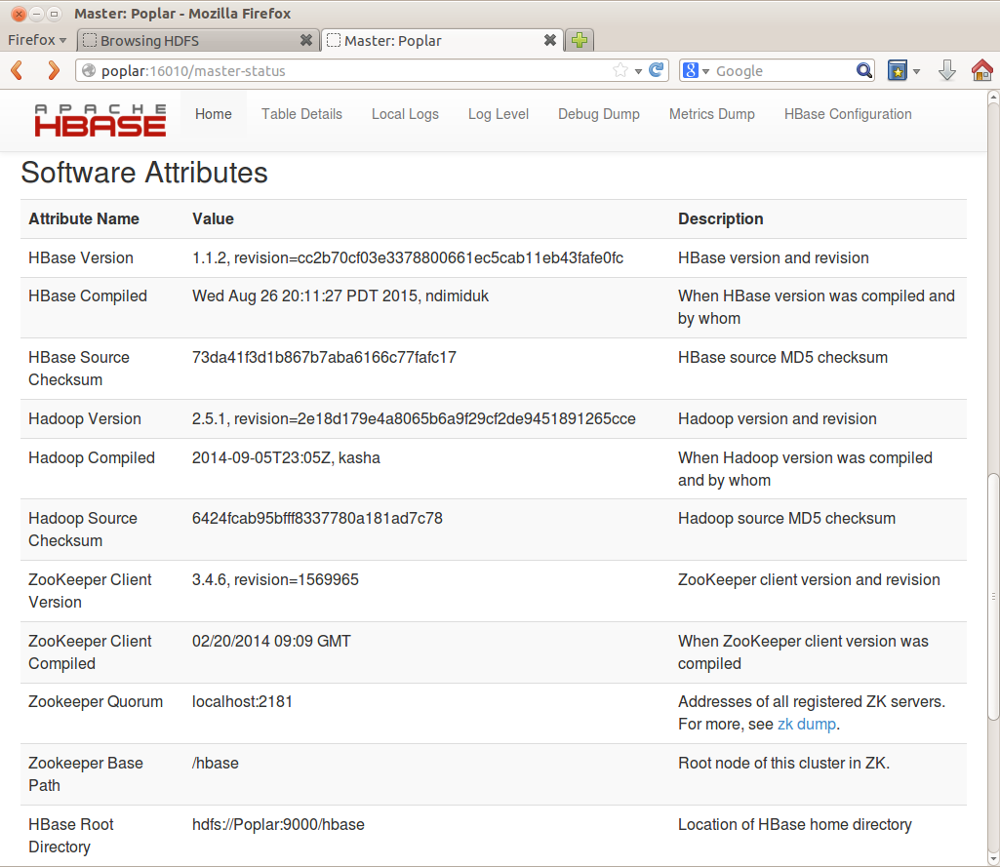 Master: Poplar - Mozilla Firefox
Firefox
Browsing HDFS
Master: Poplar
poplar:16010/master-status
Google
APACHE
HBASE
Home Table Details Local Logs Log Level Debug Dump Metrics Dump HBase Configuration
Software Attributes
Attribute Name Value Description
HBase Version 1.1.2, revision=cc2b70cf03e3378800661ec5cab11eb43fafe0fc HBase version and revision
HBase Compiled Wed Aug 26 20:11:27 PDT 2015, ndimiduk When HBase version was compiled and
by whom
HBase Source 73da41f3d1b867b7aba6166c77fafc17 HBase source MD5 checksum
Checksum
Hadoop Version 2.5.1, revision=2e18d179e4a8065b6a9f29cf2de9451891265cce Hadoop version and revision
Hadoop Compiled 2014-09-05T23:05Z, kasha When Hadoop version was compiled
and by whom
Hadoop Source 6424fcab95bfff8337780a181ad7c78 Hadoop source MD5 checksum
Checksum
ZooKeeper Client 3.4.6, revision=1569965 ZooKeeper client version and revision
Version
ZooKeeper Client 02/20/2014 09:09 GMT When ZooKeeper client version was
Compiled compiled
Zookeeper Quorum localhost:2181 Addresses of all registered ZK servers.
For more, see zk dump.
Zookeeper Base /hbase Root node of this cluster in ZK.
Path
HBase Root hdfs://Poplar:9000/hbase Location of HBase home directory
Directory